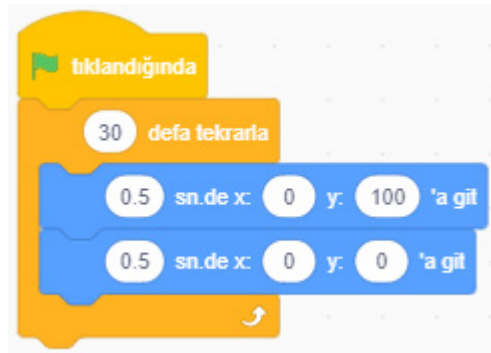 tıklandığında
30 defa tekrarla
0.5 sn.de x: 0 y: 100 'a git
0.5 sn.de x: 0 y: 0 'a git